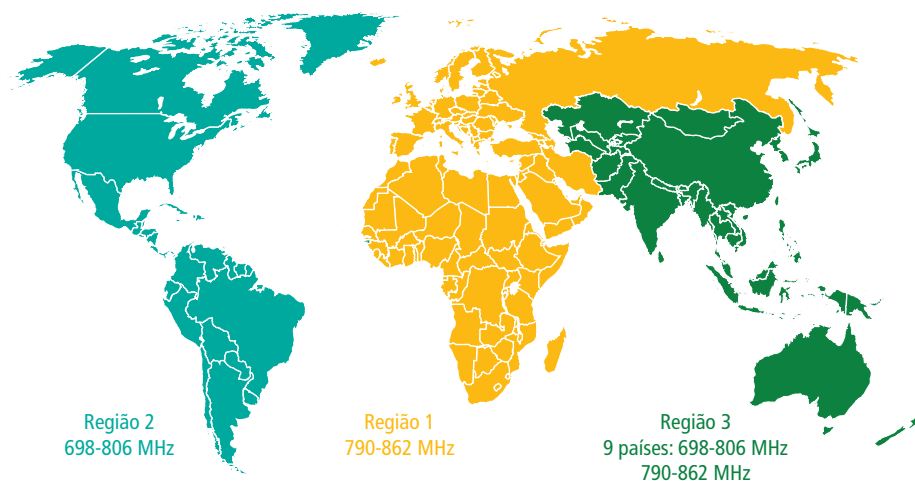 Região 2
698-806 MHz
Região 1
790-862 MHz
Região 3
9 países: 698-806 MHz
790-862 MHz